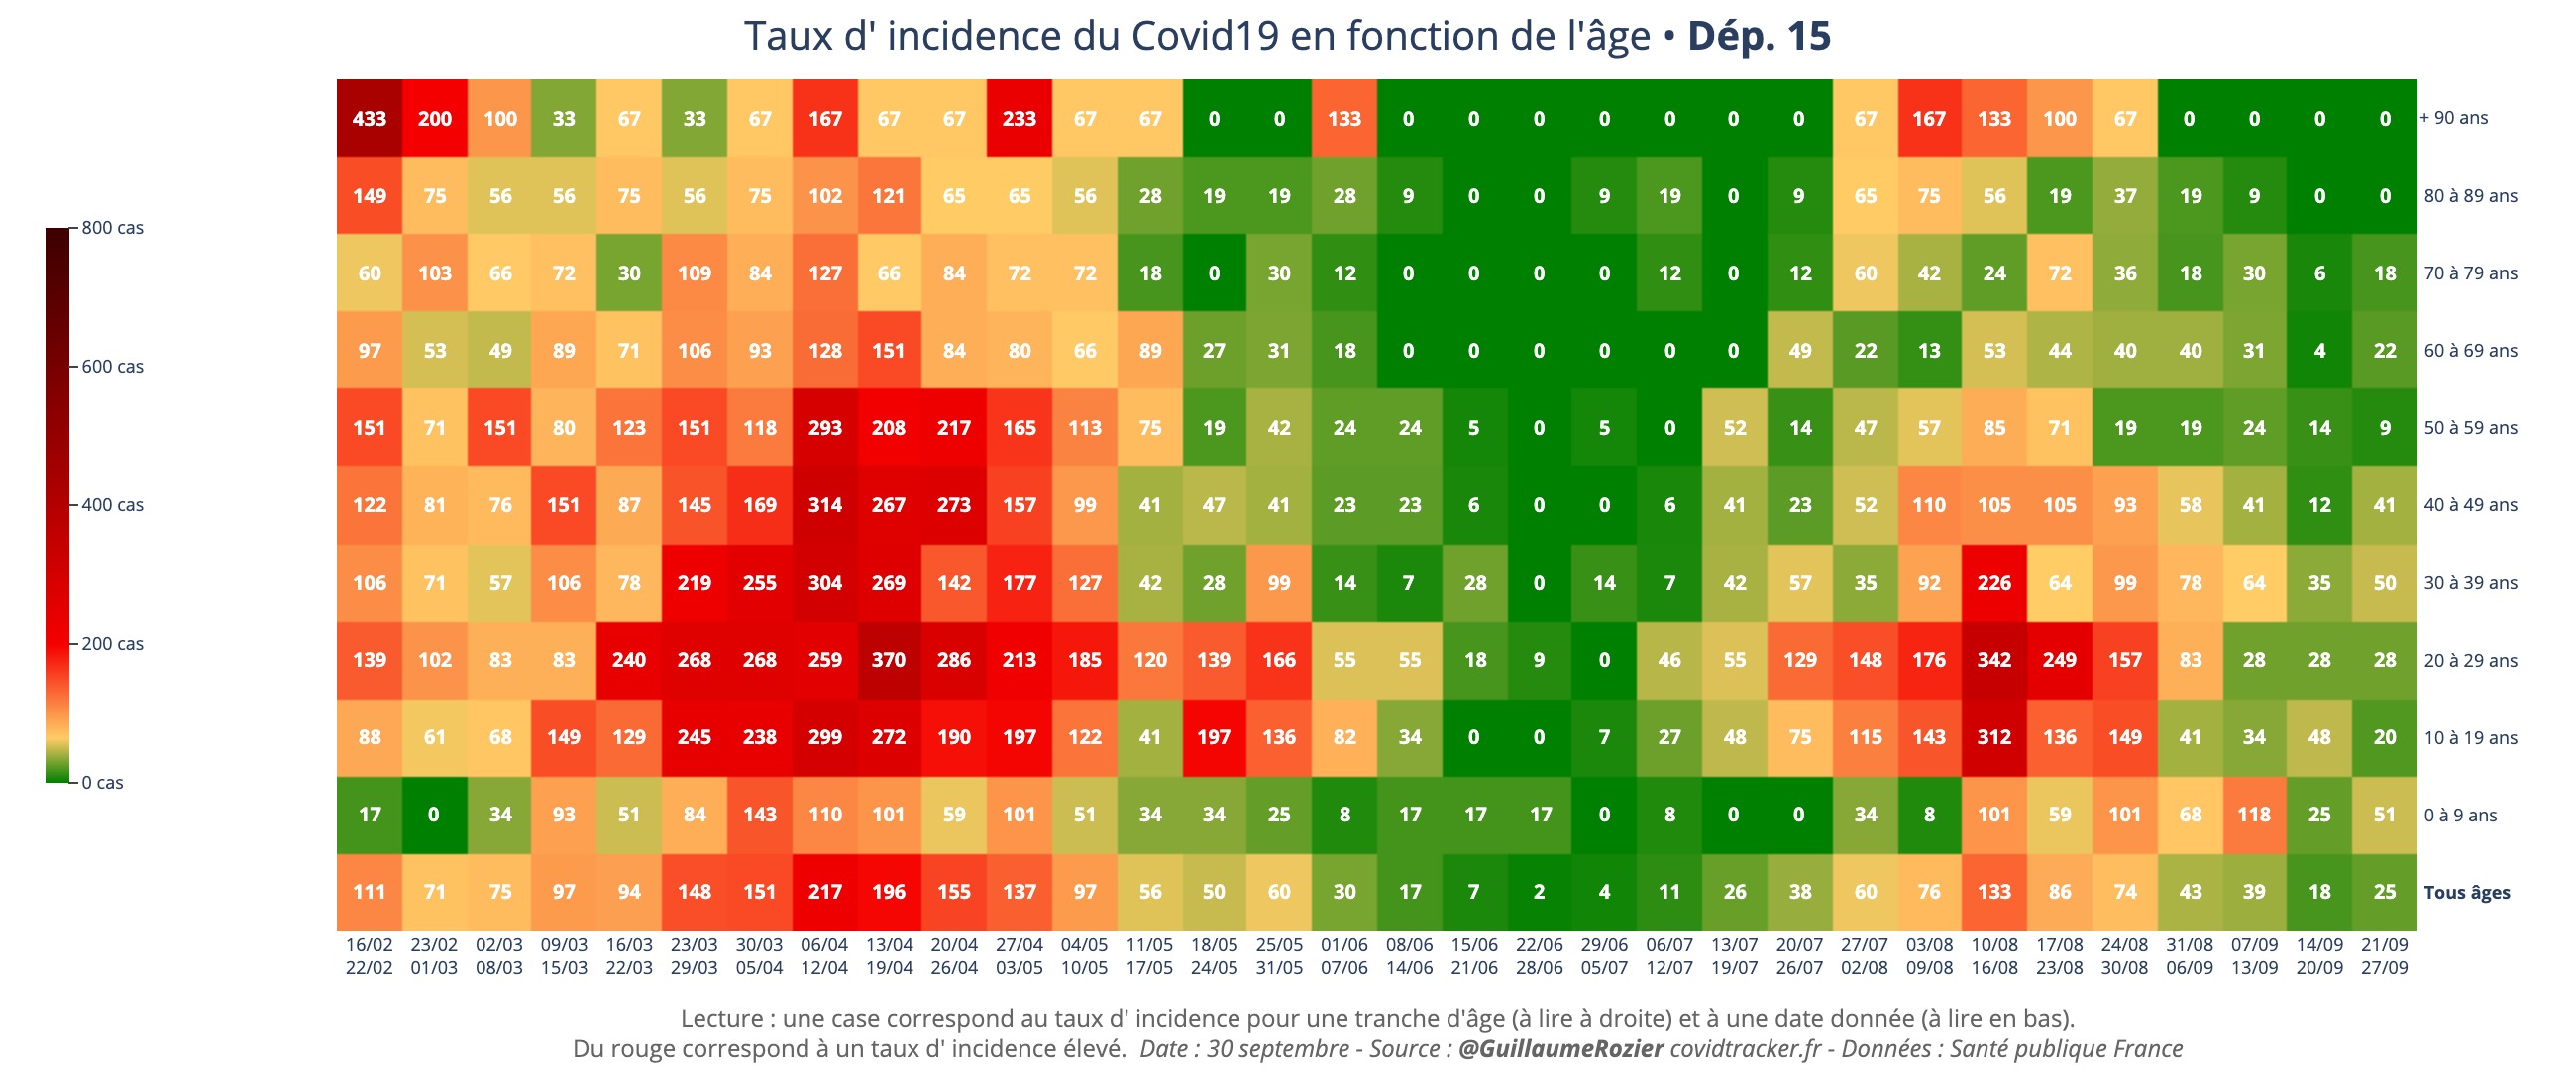 Taux d' incidence du Covid19 en fonction de l'âge • Dép. 15
800 cas
600 cas
400 cas
200 cas
0 cas
433 200 100 33 67 33 67 167 67 67 233 67 67 0 0 133 0 0 0 0 0 0 0 67 167 133 100 67 0 0 0 0 + 90 ans
149 75 56 56 75 56 75 102 121 65 65 56 28 19 19 28 9 0 0 9 19 0 9 65 75 56 19 37 19 9 0 0 80 à 89 ans
60 103 66 72 30 109 84 127 66 84 72 72 18 0 30 12 0 0 0 0 12 0 12 60 42 24 72 36 18 30 6 18 70 à 79 ans
97 53 49 89 71 106 93 128 151 84 80 66 89 27 31 18 0 0 0 0 0 0 49 22 13 53 44 40 40 31 4 22 60 à 69 ans
151 71 151 80 123 151 118 293 208 217 165 113 75 19 42 24 24 5 0 5 0 52 14 47 57 85 71 19 19 24 14 9 50 à 59 ans
122 81 76 151 87 145 169 314 267 273 157 99 41 47 41 23 23 6 0 0 6 41 23 52 110 105 105 93 58 41 12 41 40 à 49 ans
106 71 57 106 78 219 255 304 269 142 177 127 42 28 99 14 7 28 0 14 7 42 57 35 92 226 64 99 78 64 35 50 30 à 39 ans
139 102 83 83 240 268 268 259 370 286 213 185 120 139 166 55 55 18 9 0 46 55 129 148 176 342 249 157 83 28 28 28 20 à 29 ans
88 61 68 149 129 245 238 299 272 190 197 122 41 197 136 82 34 0 0 7 27 48 75 115 143 312 136 149 41 34 48 20 10 à 19 ans
17 0 34 93 51 84 143 110 101 59 101 51 34 34 25 8 17 17 17 0 8 0 0 34 8 101 59 101 68 118 25 51 0 à 9 ans
111 71 75 97 94 148 151 217 196 155 137 97 56 50 60 30 17 7 2 4 11 26 38 60 76 133 86 74 43 39 18 25 Tous âges
16/02 23/02 02/03 09/03 16/03 23/03 30/03 06/04 13/04 20/04 27/04 04/05 11/05 18/05 25/05 01/06 08/06 15/06 22/06 29/06 06/07 13/07 20/07 27/07 03/08 10/08 17/08 24/08 31/08 07/09 14/09 21/09
22/02 01/03 08/03 15/03 22/03 29/03 05/04 12/04 19/04 26/04 03/05 10/05 17/05 24/05 31/05 07/06 14/06 21/06 28/06 05/07 12/07 19/07 26/07 02/08 09/08 16/08 23/08 30/08 06/09 13/09 20/09 27/09
Lecture : une case correspond au taux d' incidence pour une tranche d'âge (à lire à droite) et à une date donnée (à lire en bas).
Du rouge correspond à un taux d' incidence élevé. Date : 30 septembre - Source : @GuillaumeRozier covidtracker.fr - Données : Santé publique France